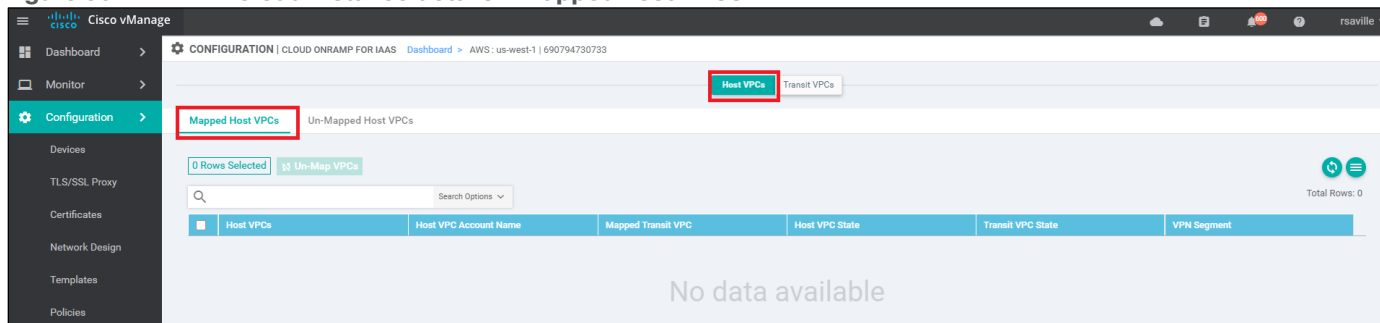 Cisco vManage
cisco
600
rsaville
Dashboard
CONFIGURATION | CLOUD ONRAMP FOR IAAS Dashboard > AWS : us-west-1 | 690794730733
Monitor
Host VPCs Transit VPCs
Configuration
Mapped Host VPCs Un-Mapped Host VPCs
Devices
0 Rows Selected Un-Map VPCs
TLS/SSL Proxy
Search Options
Total Rows: 0
Certificates
Host VPCs Host VPC Account Name Mapped Transit VPC Host VPC State Transit VPC State VPN Segment
Network Design
Templates
No data available
Policies